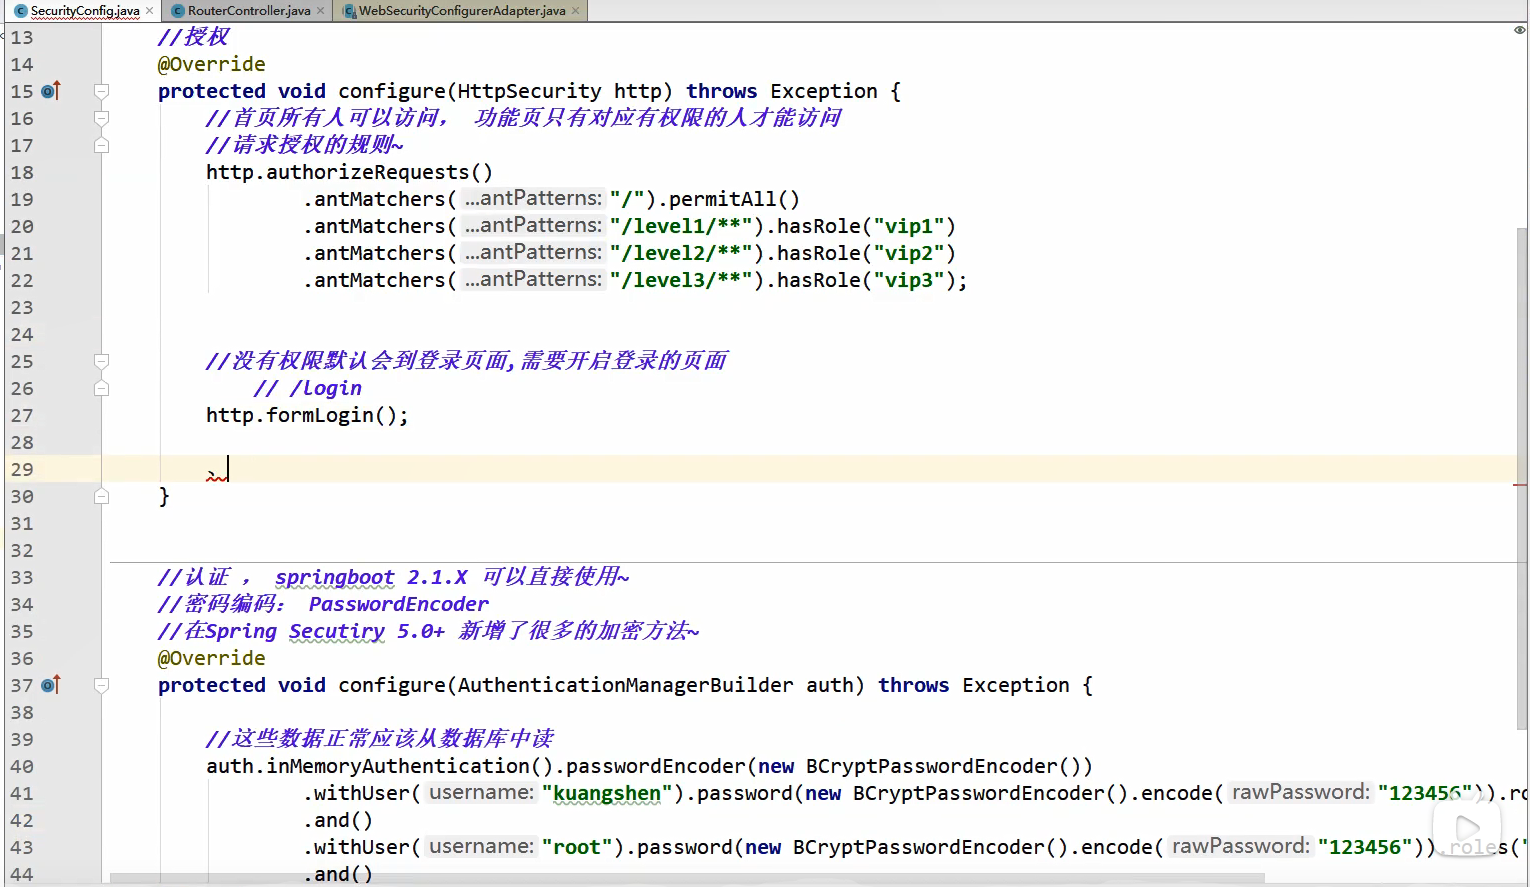 SecurityConfig.java × RouterController.java × WebSecurityConfigurerAdapter.java ×
13 //授权
14 @Override
15 protected void configure(HttpSecurity http) throws Exception {
16 //首页所有人可以访问， 功能页只有对应有权限的人才能访问
17 //请求授权的规则~
18 http.authorizeRequests()
19 .antMatchers( ...antPatterns: "/").permitAll()
20 .antMatchers( ...antPatterns: "/level1/**").hasRole("vip1")
21 .antMatchers( ...antPatterns: "/level2/**").hasRole("vip2")
22 .antMatchers( ...antPatterns: "/level3/**").hasRole("vip3");
23
24
25 //没有权限默认会到登录页面,需要开启登录的页面
26 // /login
27 http.formLogin();
28
29 、
30 }
31
32
33 //认证 ， springboot 2.1.X 可以直接使用~
34 //密码编码： PasswordEncoder
35 //在Spring Secutiry 5.0+ 新增了很多的加密方法~
36 @Override
37 protected void configure(AuthenticationManagerBuilder auth) throws Exception {
38
39 //这些数据正常应该从数据库中读
40 auth.inMemoryAuthentication().passwordEncoder(new BCryptPasswordEncoder())
41 .withUser( username: "kuangshen").password(new BCryptPasswordEncoder().encode( rawPassword: "123456")).ro
42 .and()
43 .withUser( username: "root").password(new BCryptPasswordEncoder().encode( rawPassword: "123456")).roles("
44 .and()